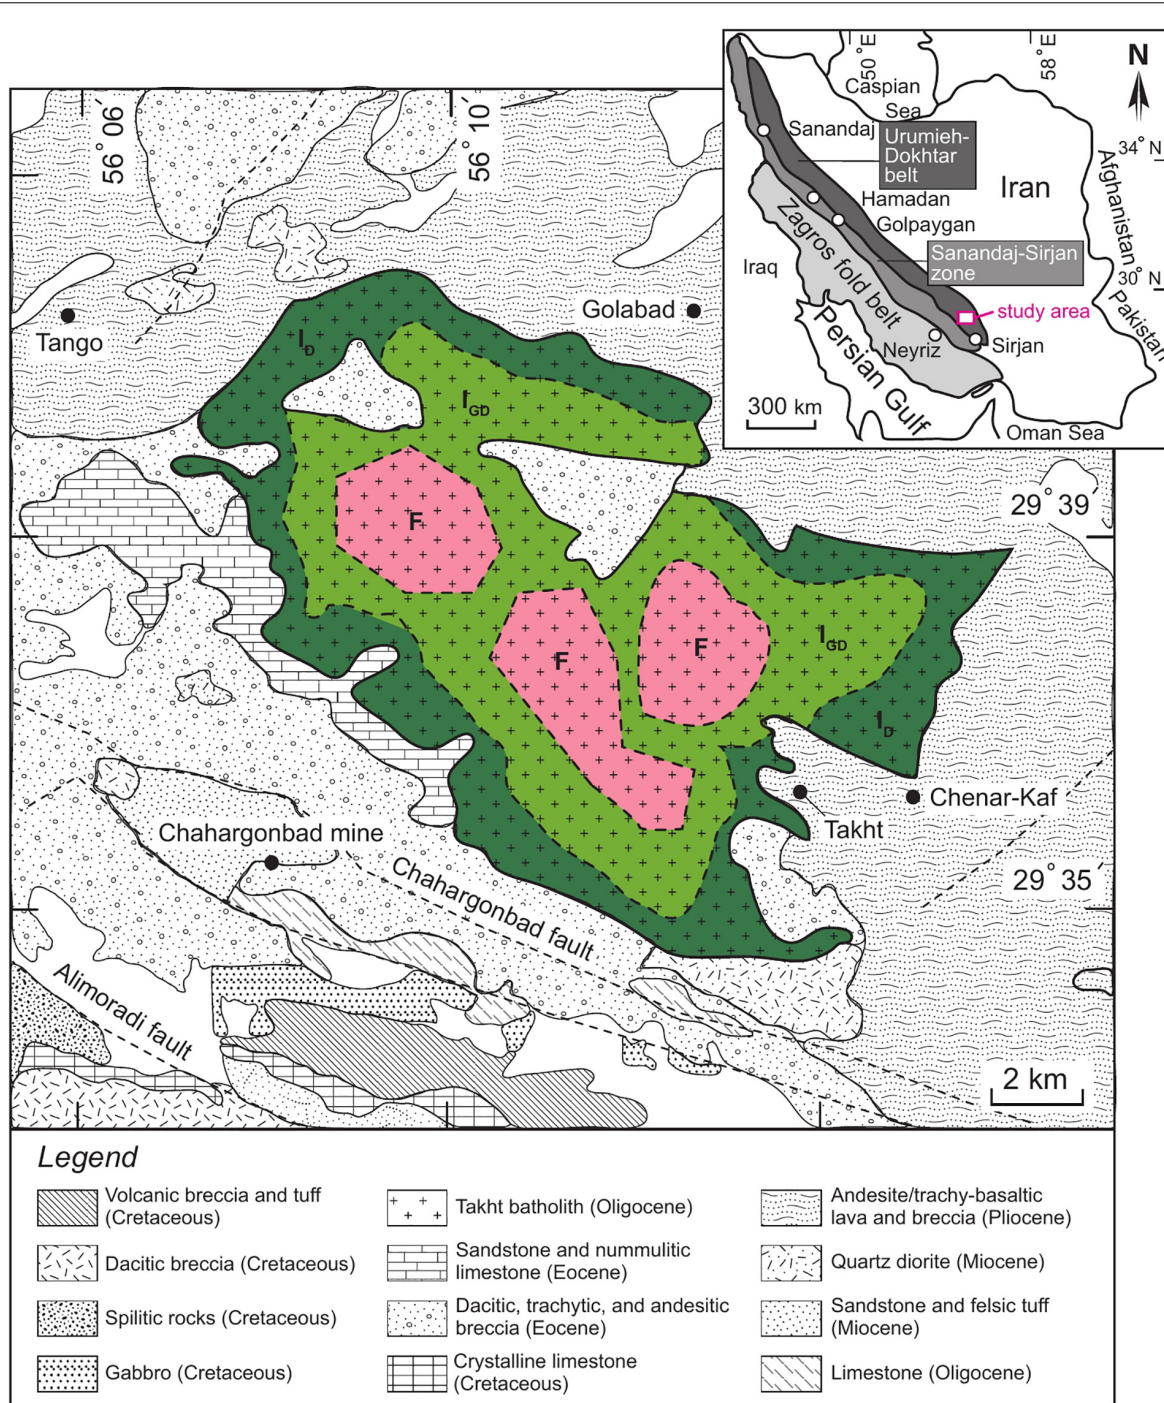 56° 06
56° 10
50°E
58°E
N
Caspian
Sea
Sanandaj
Urumieh-
Dokhtar
belt
34° N
Afghanistan
Iran
Hamadan
Golpaygan
Zagros fold belt
Sanandaj-Sirjan
zone
Iraq
30° N
Pakistan
study area
Neyriz
Sirjan
Persian Gulf
300 km
Oman Sea
Tango
Golabad
I D
I GD
F
29° 39
F
F
I GD
I D
Chenar-Kaf
Takht
Chahargonbad mine
Chahargonbad fault
29° 35
Alimoradi fault
2 km
Legend
Volcanic breccia and tuff
(Cretaceous)
Dacitic breccia (Cretaceous)
Spilitic rocks (Cretaceous)
Gabbro (Cretaceous)
Takht batholith (Oligocene)
Sandstone and nummulitic
limestone (Eocene)
Dacitic, trachytic, and andesitic
breccia (Eocene)
Crystalline limestone
(Cretaceous)
Andesite/trachy-basaltic
lava and breccia (Pliocene)
Quartz diorite (Miocene)
Sandstone and felsic tuff
(Miocene)
Limestone (Oligocene)